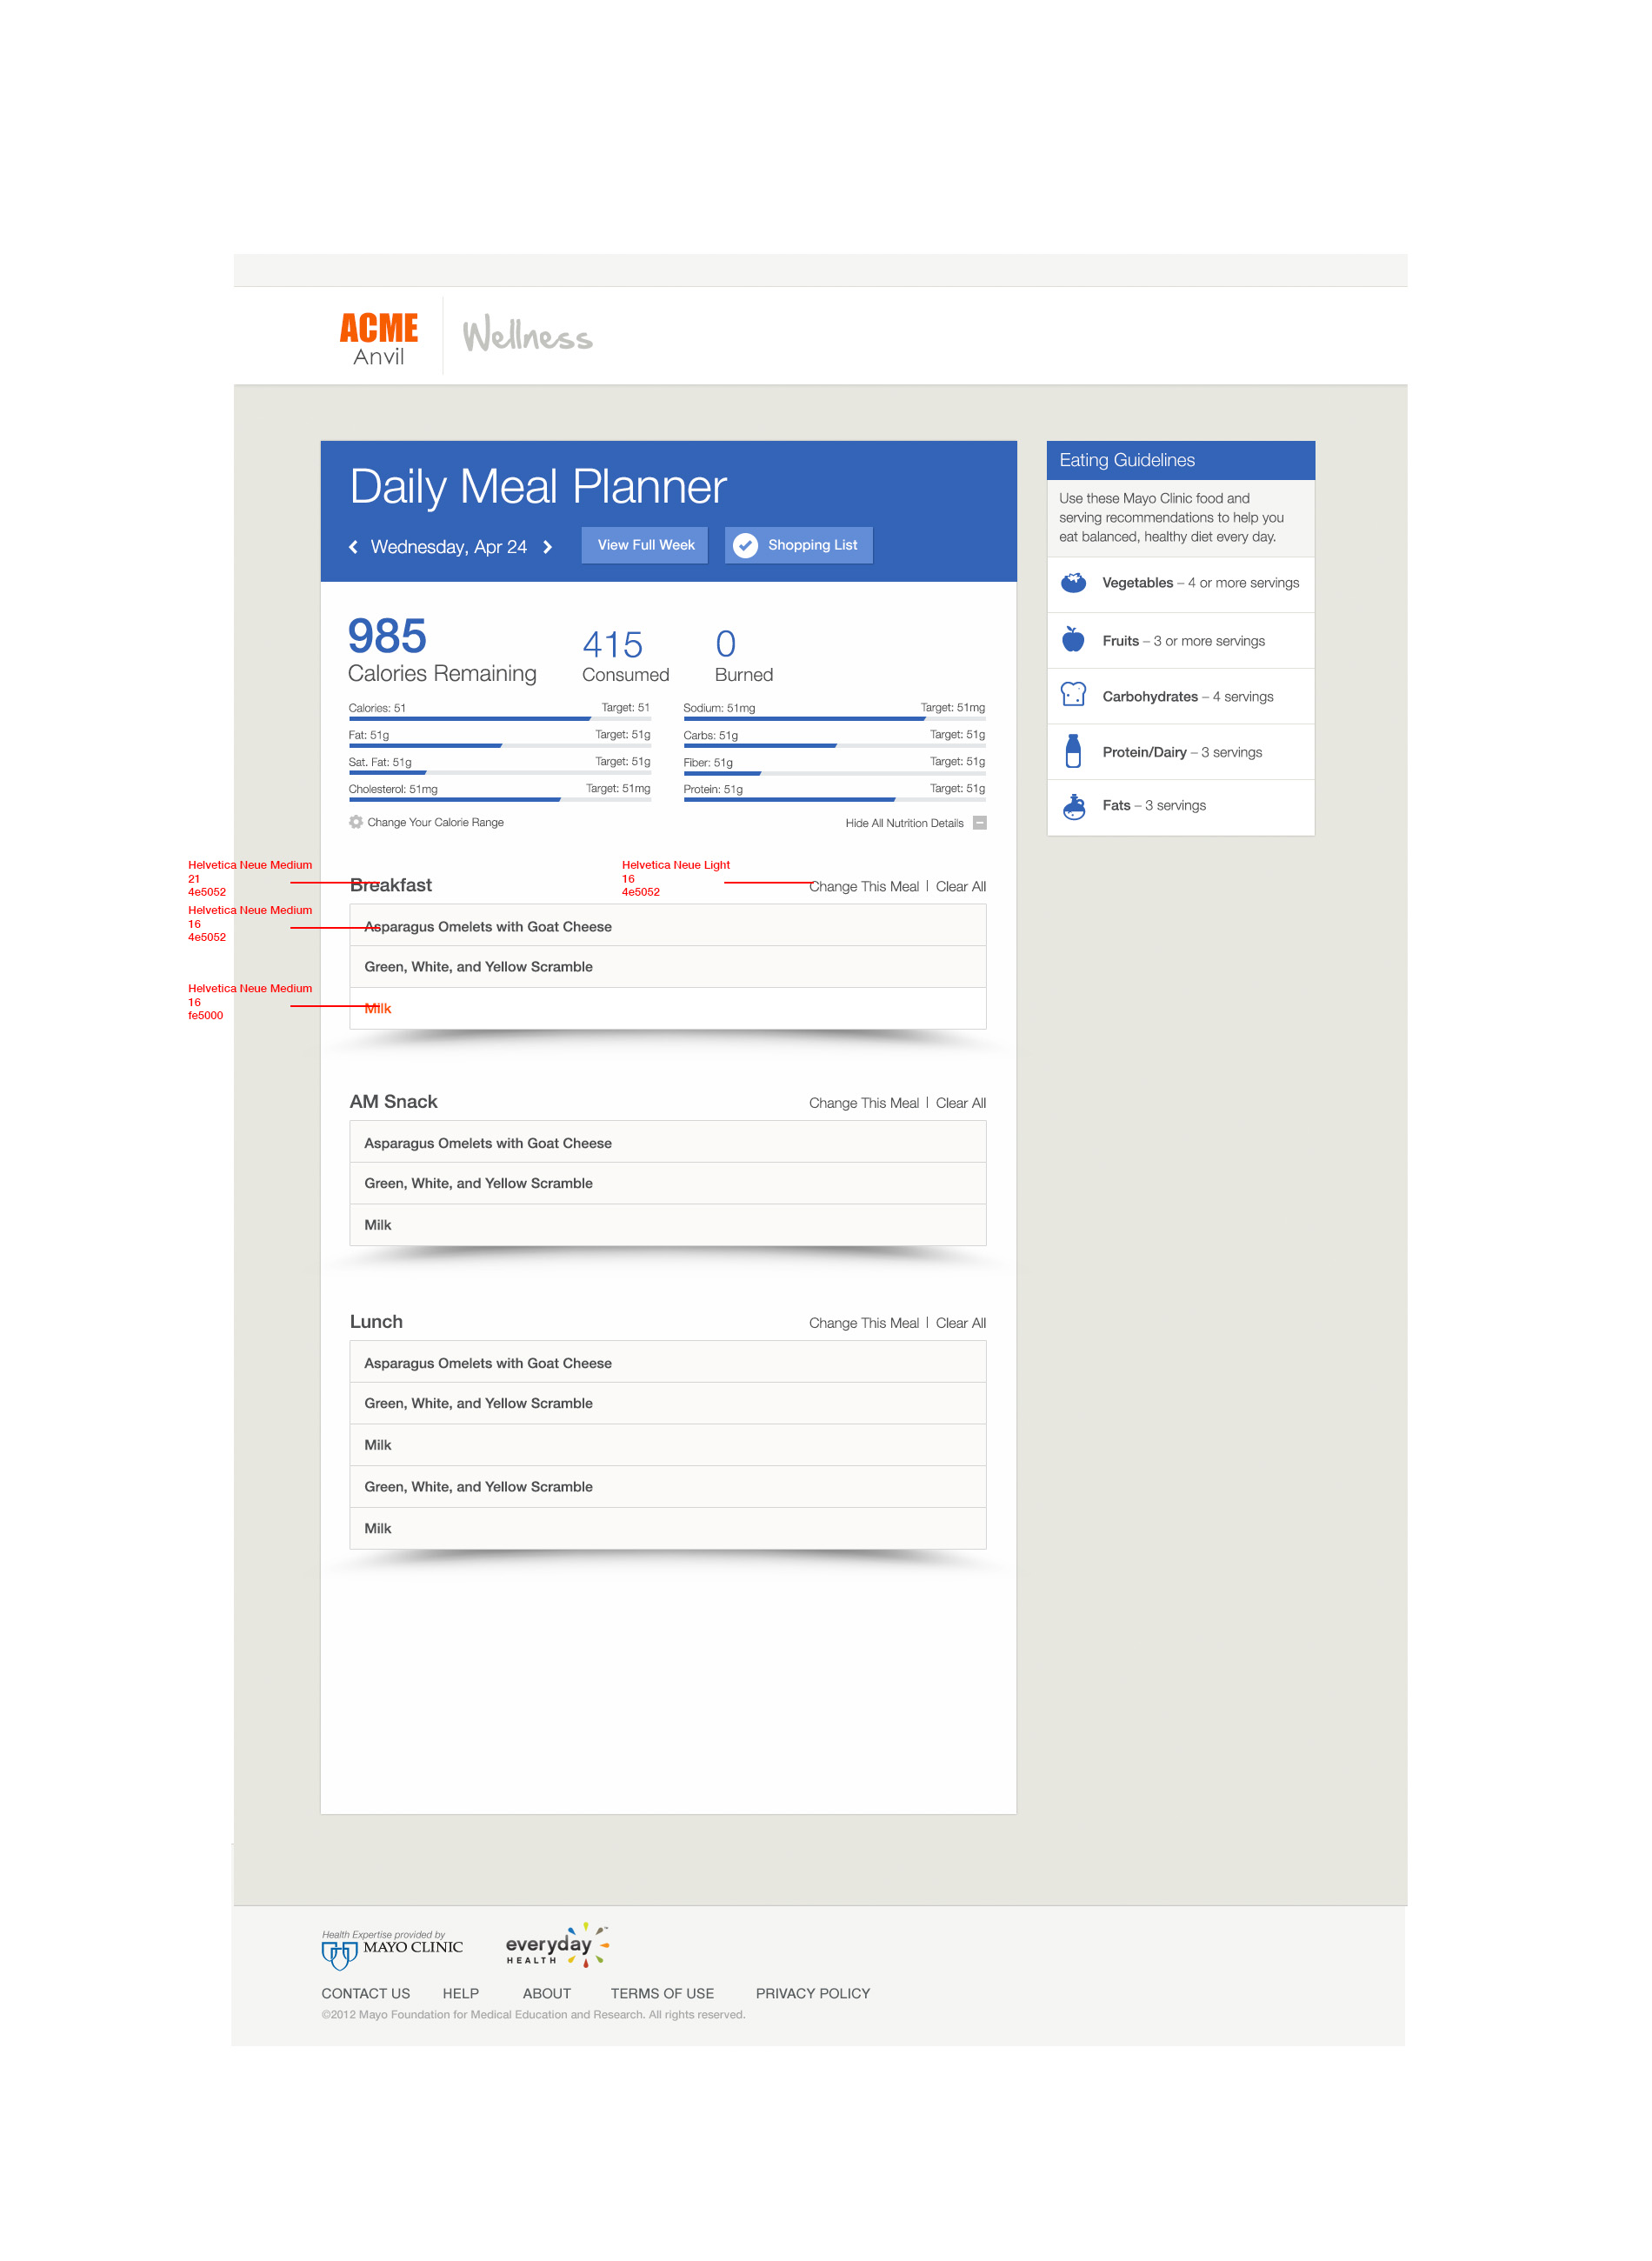 ACME
Anvil
Wellness
Daily Meal Planner
Wednesday, Apr 24
View Full Week
Shopping List
985
Calories Remaining
415
Consumed
0
Burned
Calories: 51 Target: 51
Fat: 51g Target: 51g
Sat. Fat: 51g Target: 51g
Cholesterol: 51mg Target: 51mg
Sodium: 51mg Target: 51mg
Carbs: 51g Target: 51g
Fiber: 51g Target: 51g
Protein: 51g Target: 51g
Change Your Calorie Range
Hide All Nutrition Details
Helvetica Neue Medium
21
4e5052
Helvetica Neue Light
16
4e5052
Breakfast
Change This Meal | Clear All
Helvetica Neue Medium
16
4e5052
Asparagus Omelets with Goat Cheese
Green, White, and Yellow Scramble
Helvetica Neue Medium
16
fe5000
Milk
AM Snack
Change This Meal | Clear All
Asparagus Omelets with Goat Cheese
Green, White, and Yellow Scramble
Milk
Lunch
Change This Meal | Clear All
Asparagus Omelets with Goat Cheese
Green, White, and Yellow Scramble
Milk
Green, White, and Yellow Scramble
Milk
Eating Guidelines
Use these Mayo Clinic food and
serving recommendations to help you
eat balanced, healthy diet every day.
Vegetables – 4 or more servings
Fruits – 3 or more servings
Carbohydrates – 4 servings
Protein/Dairy – 3 servings
Fats – 3 servings
Health Expertise provided by
MAYO CLINIC
everyday™
HEALTH
CONTACT US HELP ABOUT TERMS OF USE PRIVACY POLICY
©2012 Mayo Foundation for Medical Education and Research. All rights reserved.